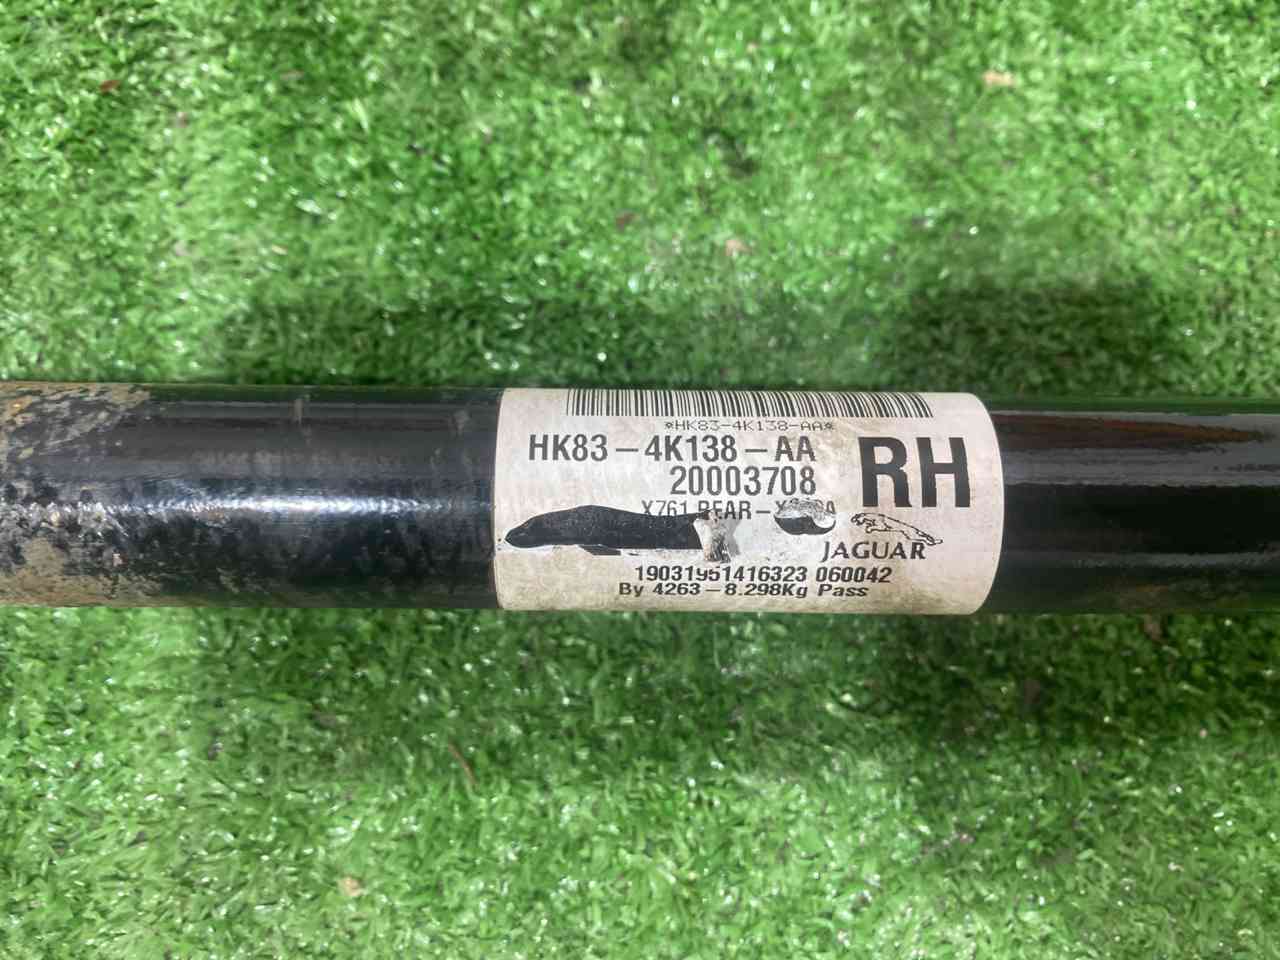 *HK83-4K138-AA*
HK83-4K138-AA
RH
20003708
X761 REAR
JAGUAR
19031951416323 060042
By 4263-8.298Kg Pass